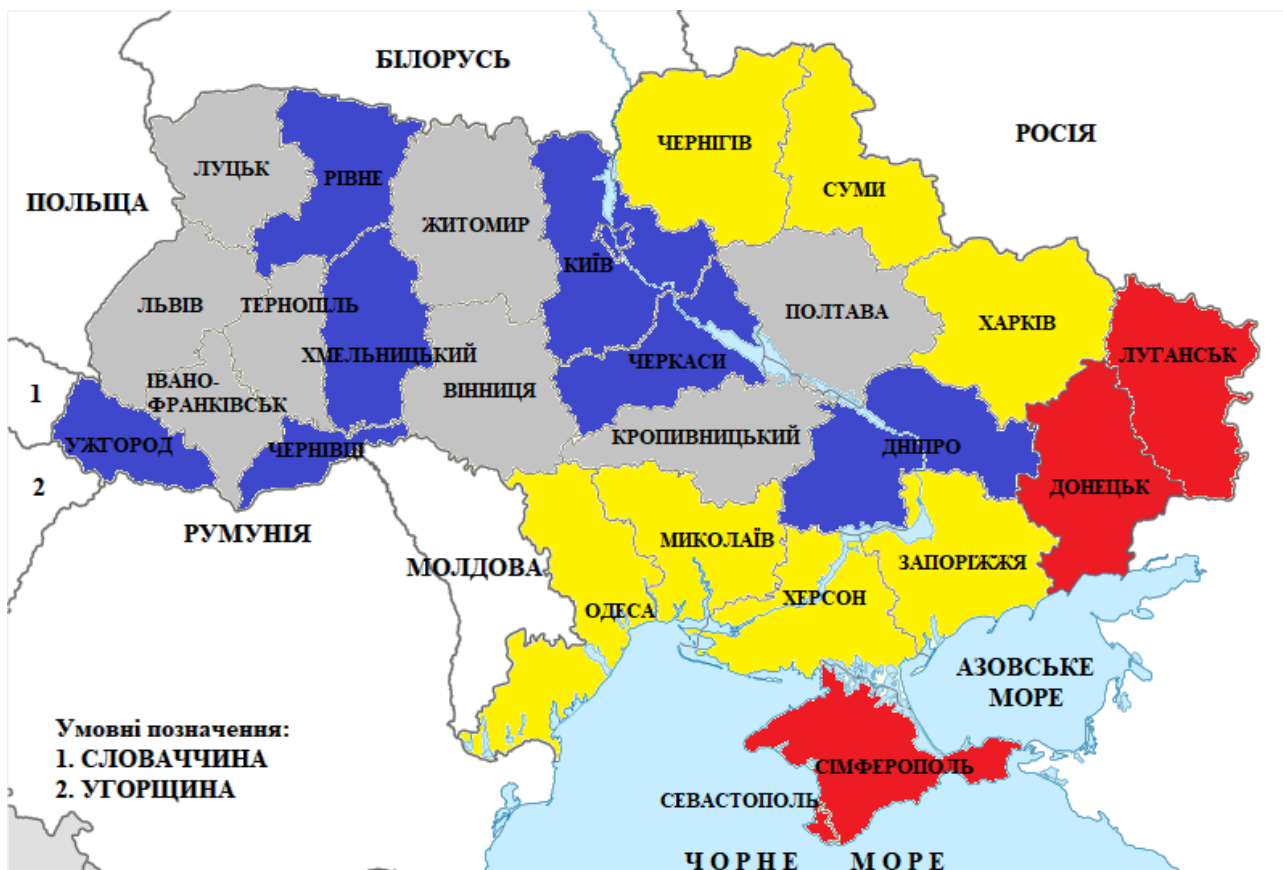 БІЛОРУСЬ
РОСІЯ
ПОЛЬЩА
ЧЕРНІГІВ
СУМИ
ЛУЦЬК
РІВНЕ
ЖИТОМИР
КИЇВ
ЛЬВІВ
ТЕРНОПІЛЬ
ПОЛТАВА
ХАРКІВ
ХМЕЛЬНИЦЬКИЙ
ЧЕРКАСИ
ЛУГАНСЬК
ІВАНО-
ФРАНКІВСЬК
ВІННИЦЯ
1
УЖГОРОД
ЧЕРНІВЦІ
КРОПИВНИЦЬКИЙ
ДНІПРО
2
ДОНЕЦЬК
РУМУНІЯ
МОЛДОВА
МИКОЛАЇВ
ЗАПОРІЖЖЯ
ОДЕСА
ХЕРСОН
АЗОВСЬКЕ
МОРЕ
Умовні позначення:
1. СЛОВАЧЧИНА
2. УГОРЩИНА
СІМФЕРОПОЛЬ
СЕВАСТОПОЛЬ
ЧОРНЕ МОРЕ